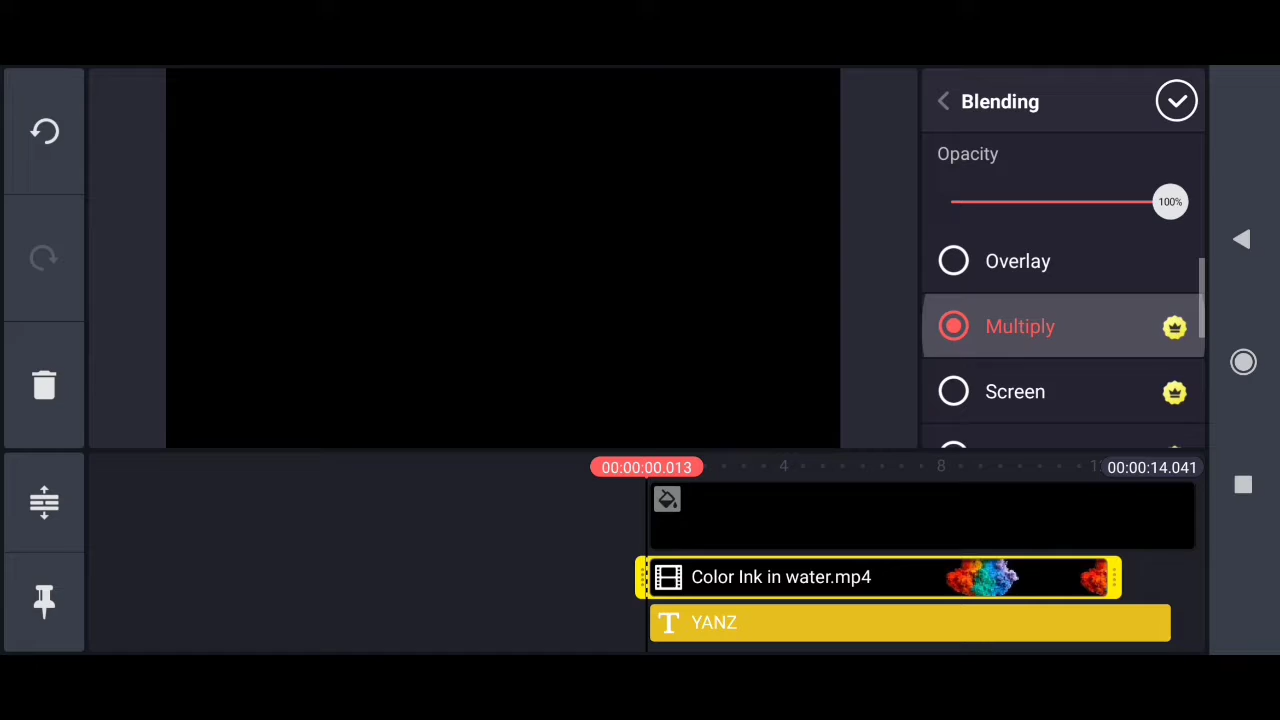 Blending
Opacity
100%
Overlay
Multiply
Screen
00:00:00.013
4
8
00:00:14.041
Color Ink in water.mp4
T YANZ